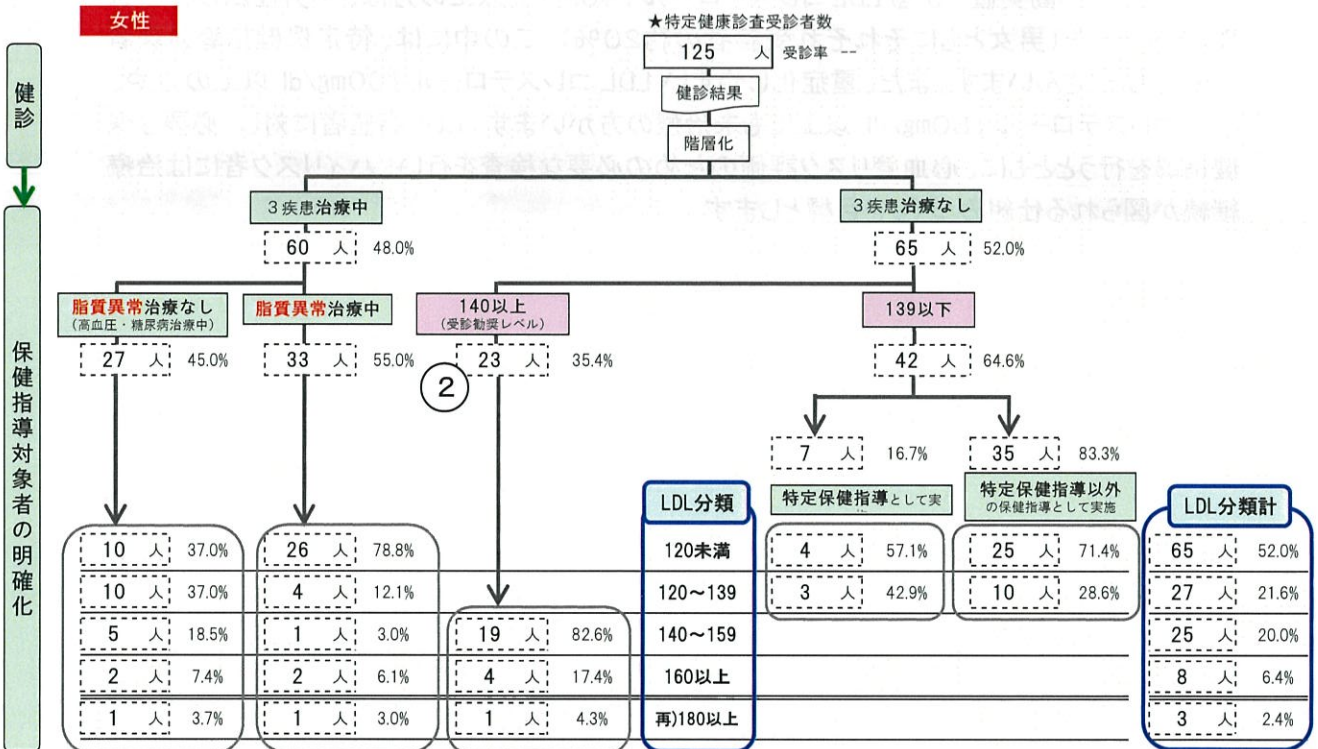 女性
★特定健康診査受診者数
125 人 受診率 --
健診結果
階層化
健診
保健指導対象者の明確化
3疾患治療中
3疾患治療なし
60 人 48.0%
65 人 52.0%
脂質異常治療なし
(高血圧・糖尿病治療中)
脂質異常治療中
140以上
(受診勧奨レベル)
139以下
27 人 45.0%
33 人 55.0%
23 人 35.4%
42 人 64.6%
②
7 人 16.7%
35 人 83.3%
LDL分類
特定保健指導として実
特定保健指導以外
の保健指導として実施
LDL分類計
10 人 37.0% 26 人 78.8% 120未満 4 人 57.1% 25 人 71.4% 65 人 52.0%
10 人 37.0% 4 人 12.1% 120～139 3 人 42.9% 10 人 28.6% 27 人 21.6%
5 人 18.5% 1 人 3.0% 19 人 82.6% 140～159 25 人 20.0%
2 人 7.4% 2 人 6.1% 4 人 17.4% 160以上 8 人 6.4%
1 人 3.7% 1 人 3.0% 1 人 4.3% 再)180以上 3 人 2.4%